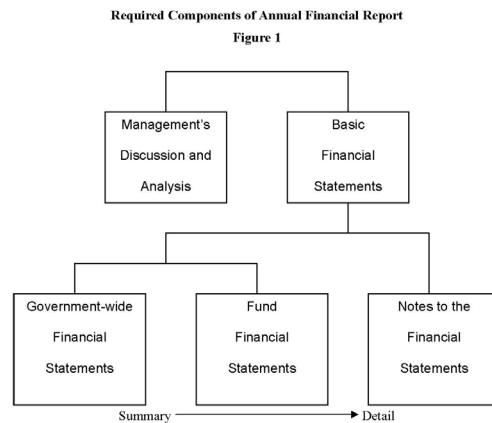 Required Components of Annual Financial Report
Figure 1
Management's
Discussion and
Analysis
Basic
Financial
Statements
Government-wide
Financial
Statements
Fund
Financial
Statements
Notes to the
Financial
Statements
Summary
Detail